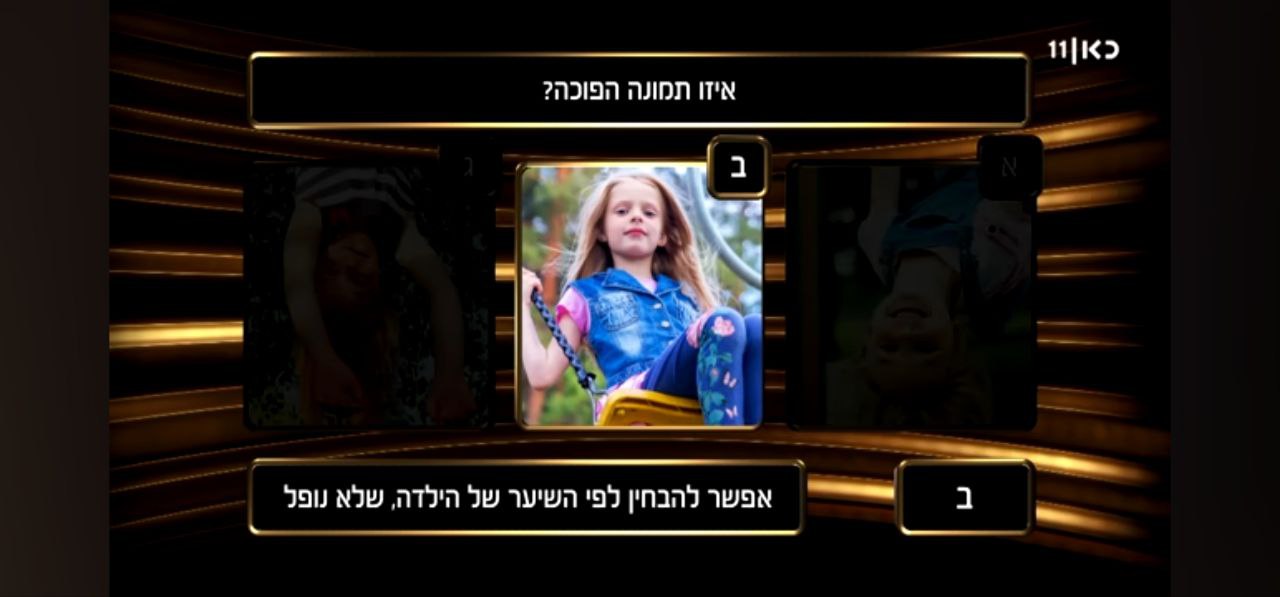 כאן|11
איזו תמונה הפוכה?
א
ב
ג
ב
אפשר להבחין לפי השיער של הילדה, שלא נופל